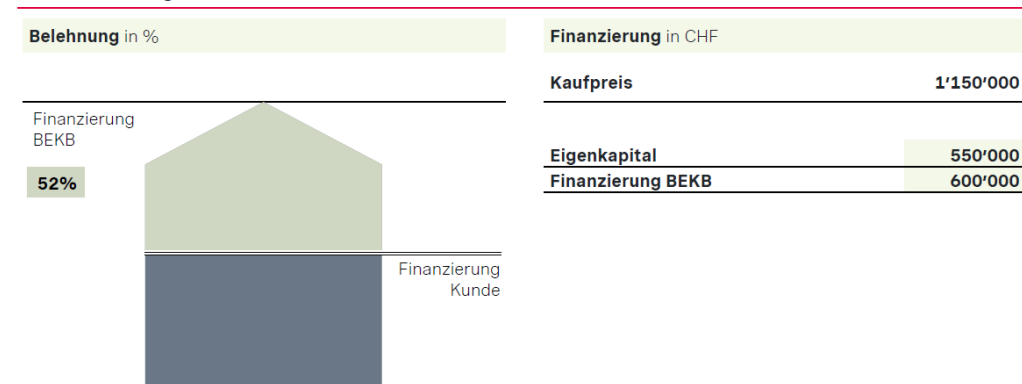 Belehnung in %
Finanzierung
BEKB
52%
Finanzierung
Kunde
Finanzierung in CHF
Kaufpreis 1'150'000
Eigenkapital 550'000
Finanzierung BEKB 600'000